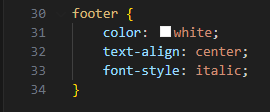 30 footer {
31     color: white;
32     text-align: center;
33     font-style: italic;
34 }